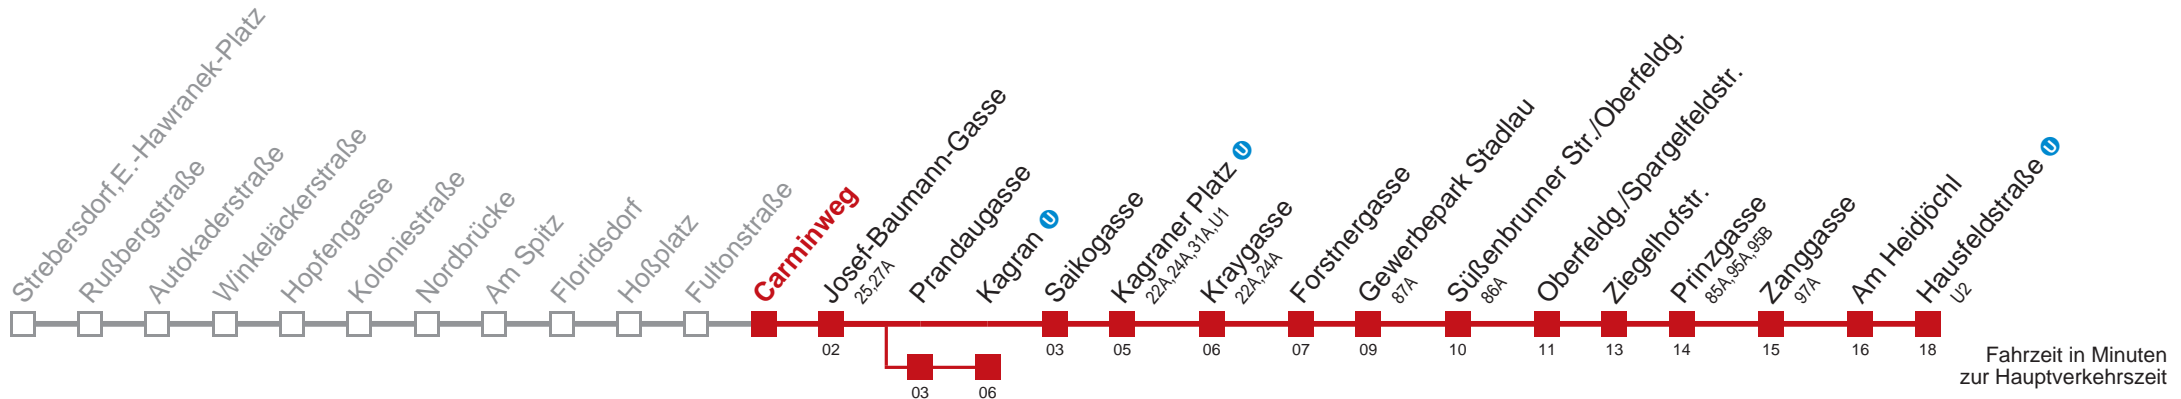 Strebersdorf,E.-Hawranek-Platz
Rußbergstraße
Autokaderstraße
Winkeläckerstraße
Hopfengasse
Koloniestraße
Nordbrücke
Am Spitz
Floridsdorf
Hoßplatz
Fultonstraße
Carminweg
Josef-Baumann-Gasse
25,27A
Prandaugasse
Kagran U
Saikogasse
Kagraner Platz U
22A,24A,31A,U1
Kraygasse
22A,24A
Forstnergasse
Gewerbepark Stadlau
87A
Süßenbrunner Str./Oberfeldg.
86A
Oberfeldg./Spargelfeldstr.
Ziegelhofstr.
Prinzgasse
85A,95A,95B
Zanggasse
97A
Am Heidjöchl
Hausfeldstraße U
U2
02
03
05
06
07
09
10
11
13
14
15
16
18
03
06
Fahrzeit in Minuten
zur Hauptverkehrszeit